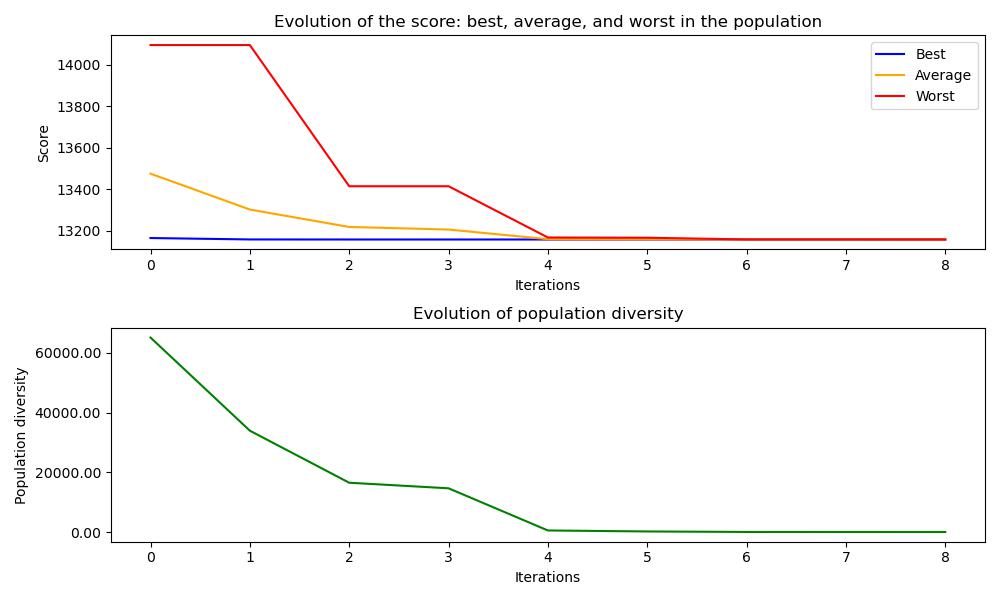 Evolution of the score: best, average, and worst in the population
Score
14000
13800
13600
13400
13200
Best
Average
Worst
0 1 2 3 4 5 6 7 8
Iterations
Evolution of population diversity
Population diversity
60000.00
40000.00
20000.00
0.00
0 1 2 3 4 5 6 7 8
Iterations